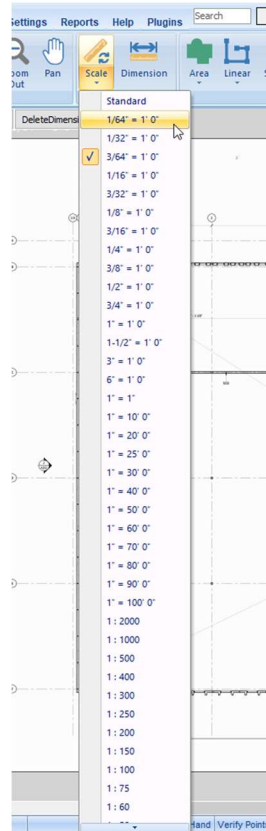 Settings Reports Help Plugins Search
Zoom Out
Pan
Scale
Dimension
Area
Linear
DeleteDimensi
Standard
1/64" = 1' 0"
1/32" = 1' 0"
3/64" = 1' 0"
1/16" = 1' 0"
3/32" = 1' 0"
1/8" = 1' 0"
3/16" = 1' 0"
1/4" = 1' 0"
3/8" = 1' 0"
1/2" = 1' 0"
3/4" = 1' 0"
1" = 1' 0"
1-1/2" = 1' 0"
3" = 1' 0"
6" = 1' 0"
1" = 1"
1" = 10' 0"
1" = 20' 0"
1" = 25' 0"
1" = 30' 0"
1" = 40' 0"
1" = 50' 0"
1" = 60' 0"
1" = 70' 0"
1" = 80' 0"
1" = 90' 0"
1" = 100' 0"
1 : 2000
1 : 1000
1 : 500
1 : 400
1 : 300
1 : 250
1 : 200
1 : 150
1 : 100
1 : 75
1 : 60
Hand Verify Point